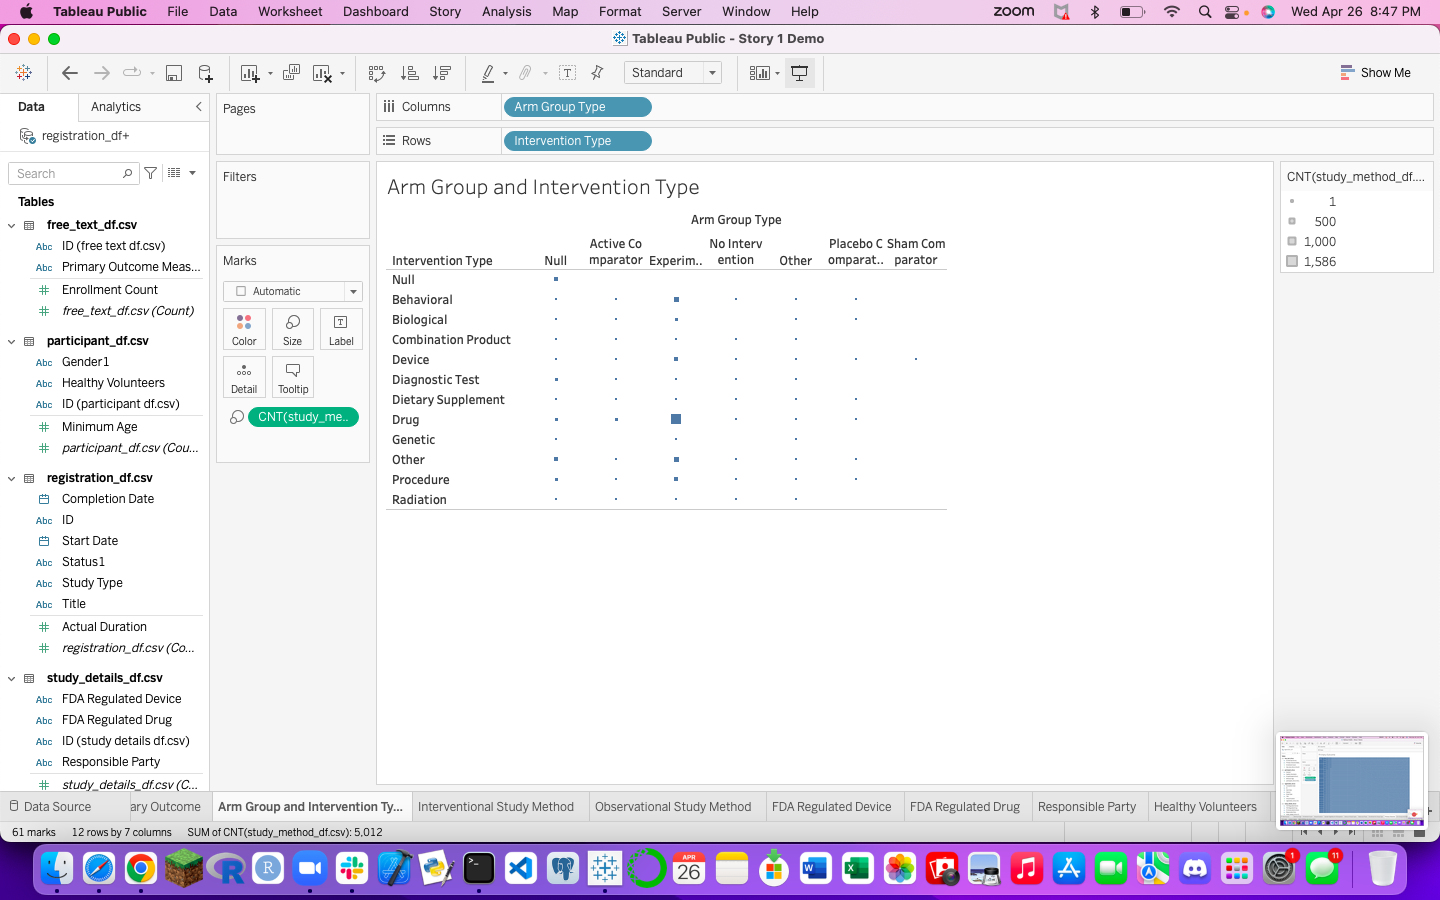 Tableau Public File Data Worksheet Dashboard Story Analysis Map Format Server Window Help zoom Wed Apr 26 8:47 PM
Tableau Public - Story 1 Demo
Standard
Show Me
Data Analytics
registration_df+
Search
Tables
free_text_df.csv
Abc ID (free text df.csv)
Abc Primary Outcome Meas...
Enrollment Count
free_text_df.csv (Count)
participant_df.csv
Abc Gender1
Abc Healthy Volunteers
Abc ID (participant df.csv)
Minimum Age
participant_df.csv (Cou...
registration_df.csv
Completion Date
Abc ID
Start Date
Abc Status1
Abc Study Type
Abc Title
Actual Duration
registration_df.csv (Co...
study_details_df.csv
Abc FDA Regulated Device
Abc FDA Regulated Drug
Abc ID (study details df.csv)
Abc Responsible Party
study_details_df.csv (C...
Pages
Filters
Marks
Automatic
Color Size Label
Detail Tooltip
CNT(study_me..
Columns Arm Group Type
Rows Intervention Type
Arm Group and Intervention Type
Arm Group Type
Active Co No Interv Placebo C Sham Com
Intervention Type Null mparator Experim.. ention Other omparat.. parator
Null
Behavioral
Biological
Combination Product
Device
Diagnostic Test
Dietary Supplement
Drug
Genetic
Other
Procedure
Radiation
CNT(study_method_df....
1
500
1,000
1,586
Data Source ary Outcome Arm Group and Intervention Ty... Interventional Study Method Observational Study Method FDA Regulated Device FDA Regulated Drug Responsible Party Healthy Volunteers
61 marks 12 rows by 7 columns SUM of CNT(study_method_df.csv): 5,012
APR
26
1
11